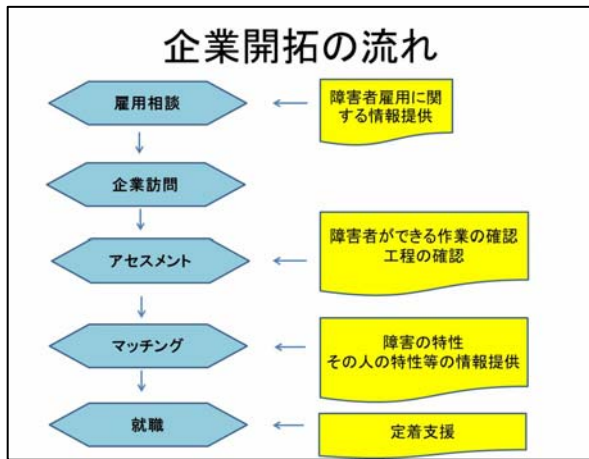 企業開拓の流れ
雇用相談
障害者雇用に関
する情報提供
企業訪問
アセスメント
障害者ができる作業の確認
工程の確認
マッチング
障害の特性
その人の特性等の情報提供
就職
定着支援